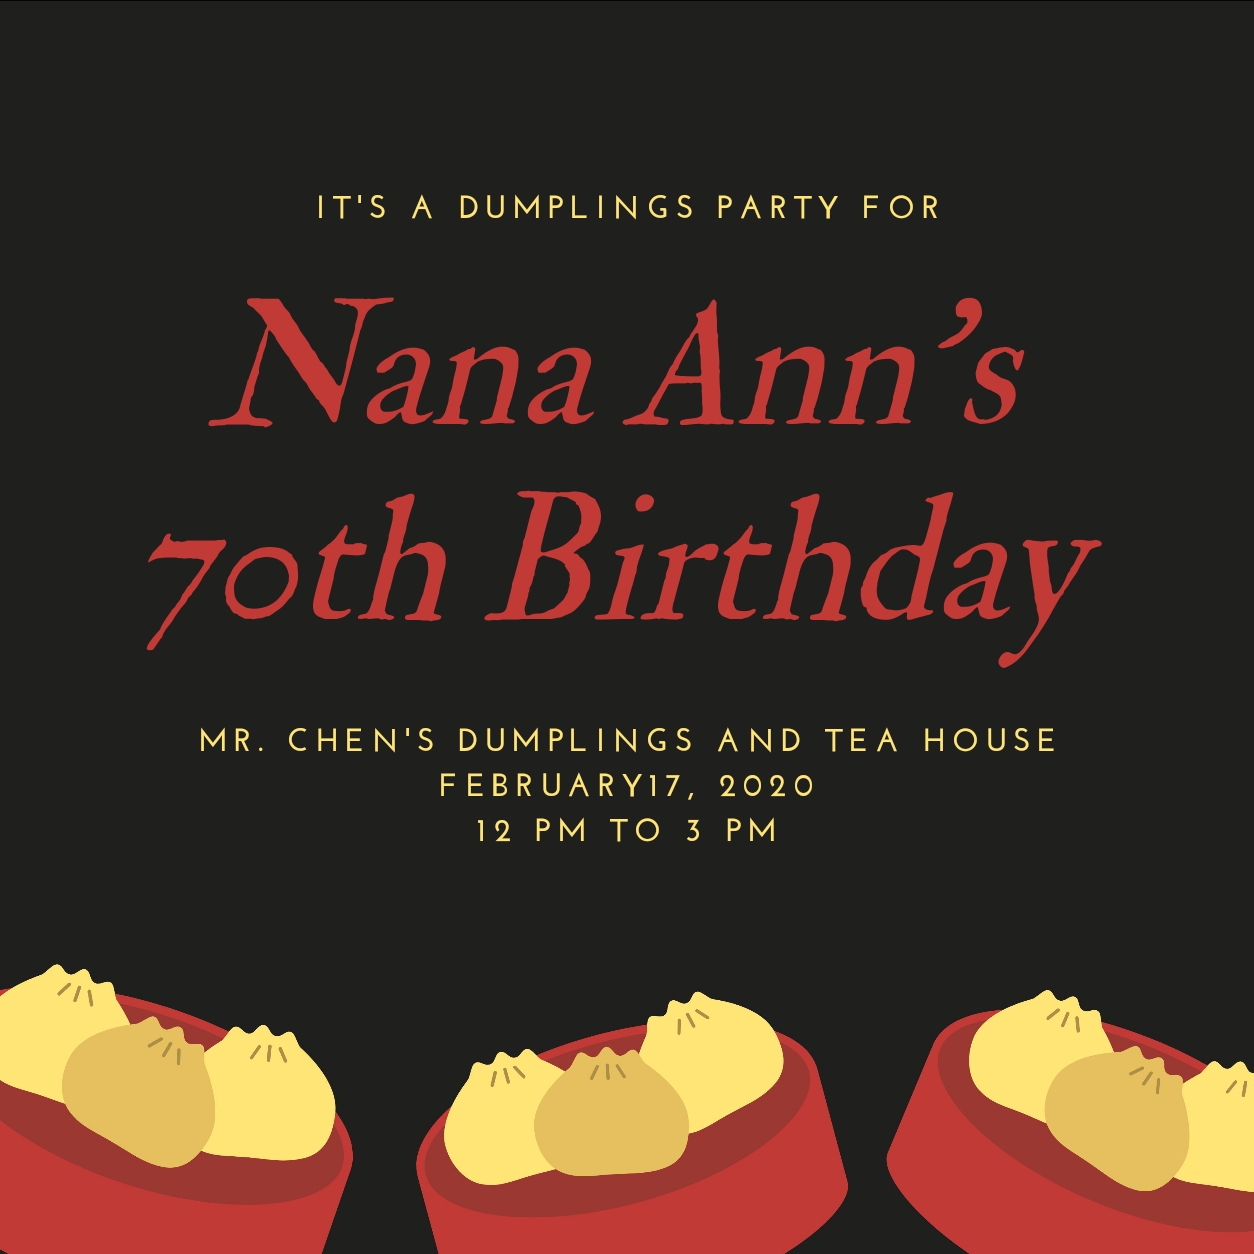 IT'S A DUMPLINGS PARTY FOR
Nana Ann's
70th Birthday
MR. CHEN'S DUMPLINGS AND TEA HOUSE
FEBRUARY17, 2020
12 PM TO 3 PM